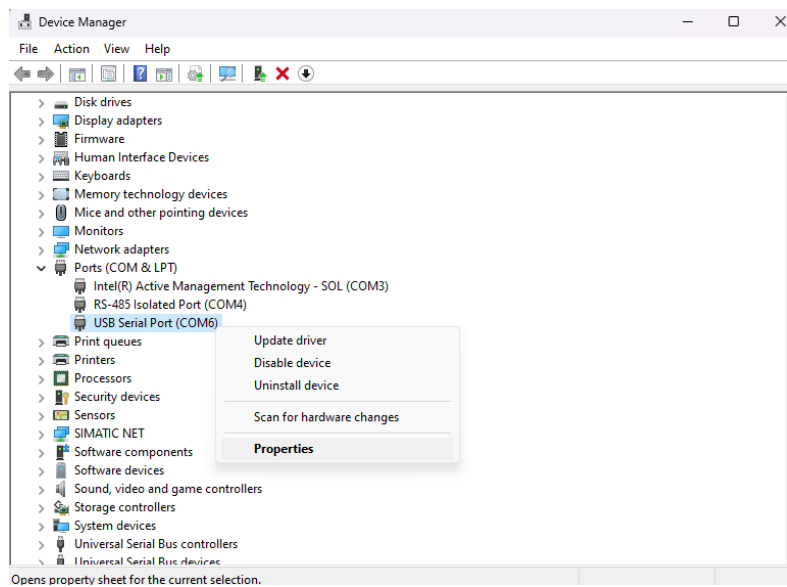 Device Manager
File Action View Help
Disk drives
Display adapters
Firmware
Human Interface Devices
Keyboards
Memory technology devices
Mice and other pointing devices
Monitors
Network adapters
Ports (COM & LPT)
Intel(R) Active Management Technology - SOL (COM3)
RS-485 Isolated Port (COM4)
USB Serial Port (COM6)
Print queues
Printers
Processors
Security devices
Sensors
SIMATIC NET
Software components
Software devices
Sound, video and game controllers
Storage controllers
System devices
Universal Serial Bus controllers
Universal Serial Bus devices
Update driver
Disable device
Uninstall device
Scan for hardware changes
Properties
Opens property sheet for the current selection.